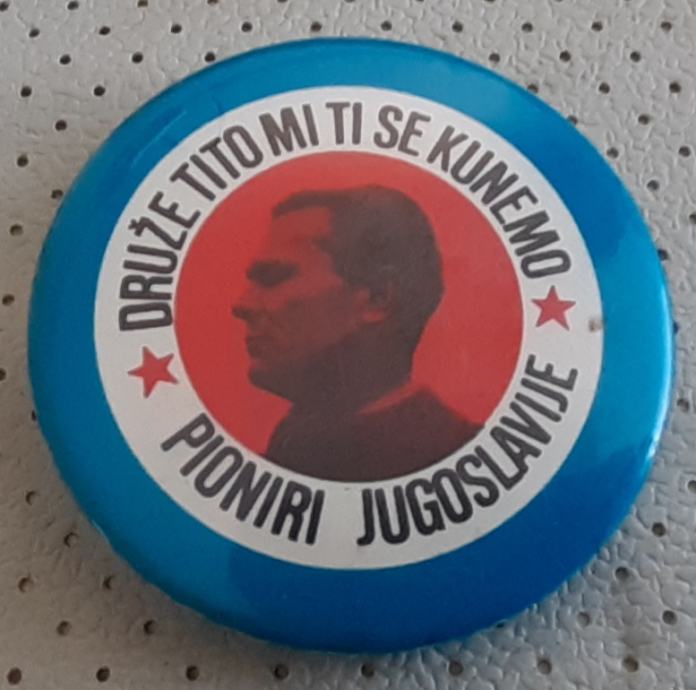 DRUŽE TITO MI TI SE KUNEMO
PIONIRI JUGOSLAVIJE